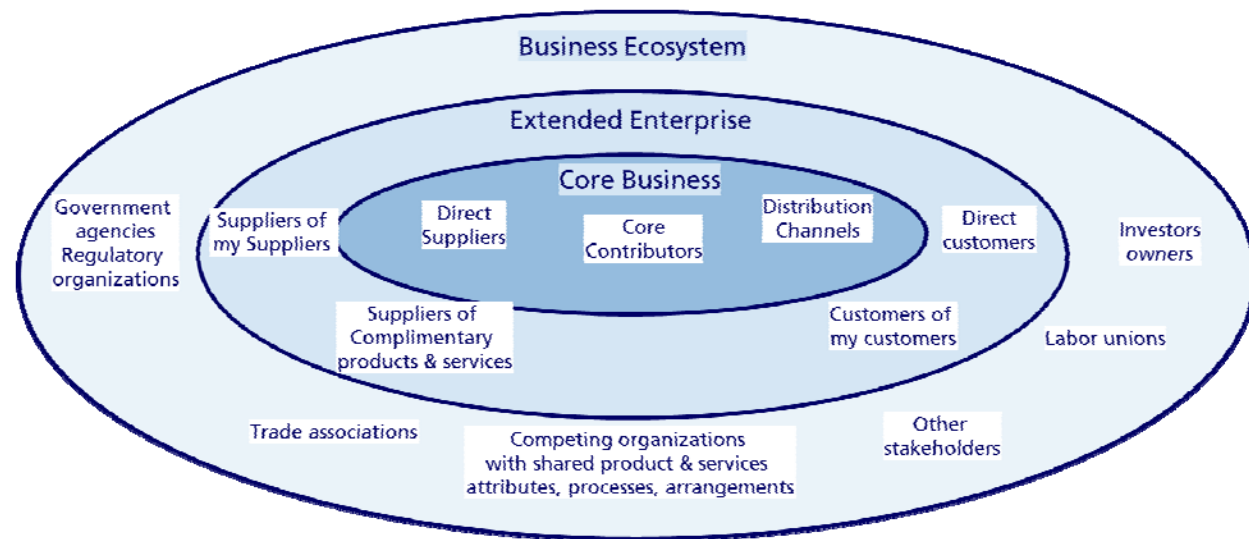 Business Ecosystem
Extended Enterprise
Core Business
Government
agencies
Regulatory
organizations
Suppliers of
my Suppliers
Direct
Suppliers
Core
Contributors
Distribution
Channels
Direct
customers
Investors
owners
Suppliers of
Complimentary
products & services
Customers of
my customers
Labor unions
Trade associations
Competing organizations
with shared product & services
attributes, processes, arrangements
Other
stakeholders